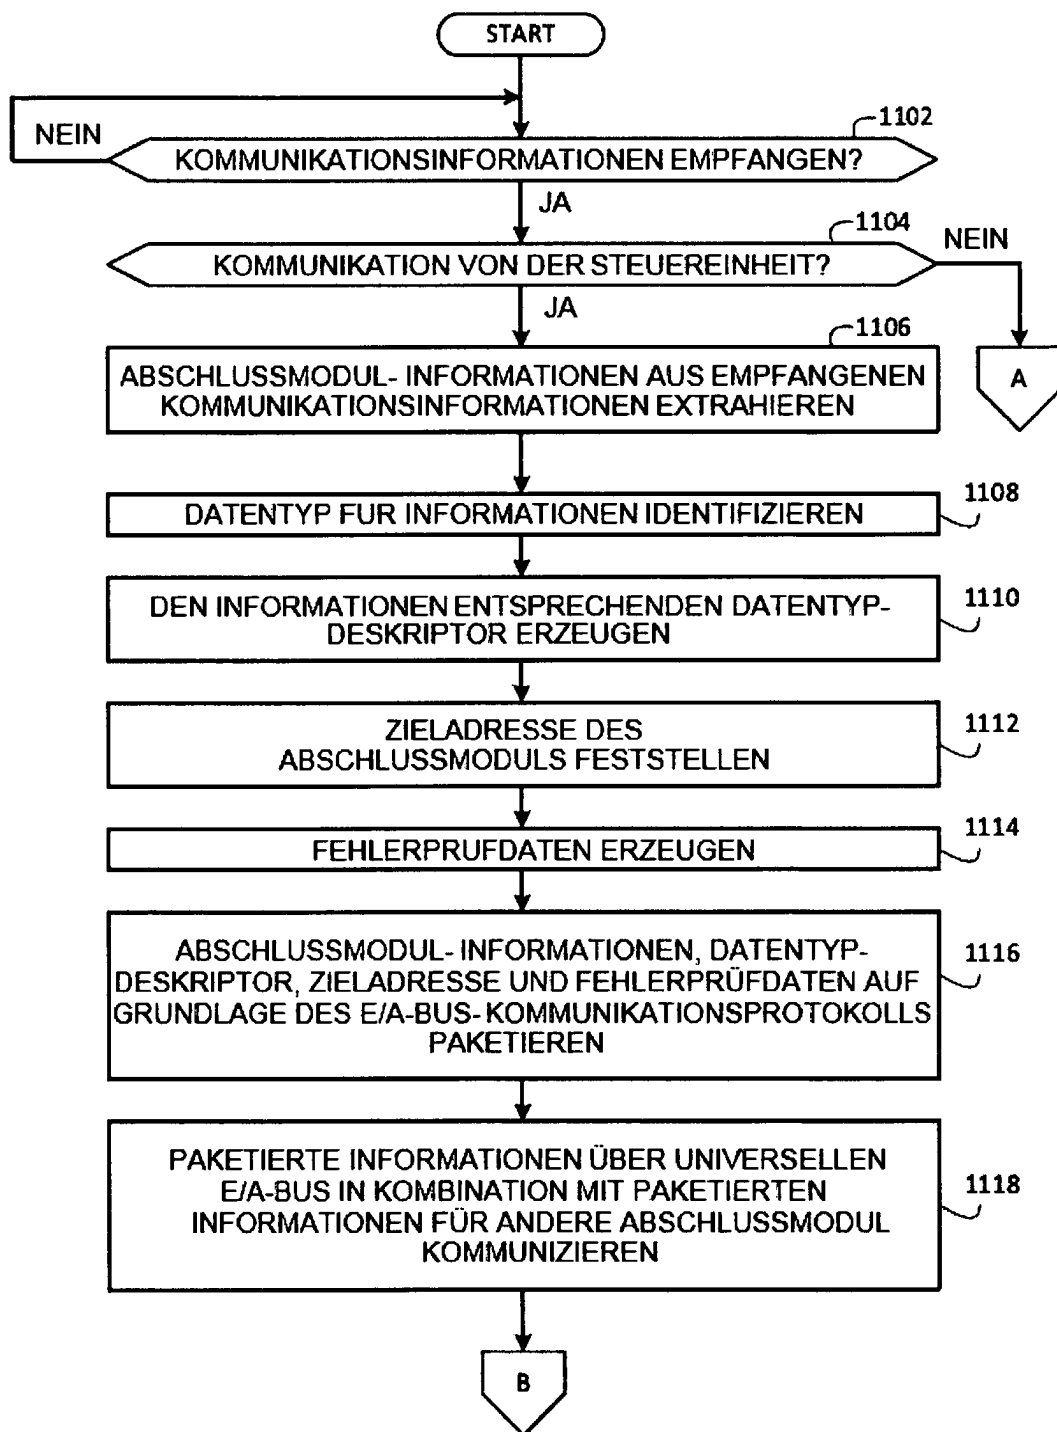 START
1102
NEIN
KOMMUNIKATIONSINFORMATIONEN EMPFANGEN?
JA
1104
NEIN
KOMMUNIKATION VON DER STEUEREINHEIT?
JA
1106
ABSCHLUSSMODUL- INFORMATIONEN AUS EMPFANGENEN
KOMMUNIKATIONSINFORMATIONEN EXTRAHIEREN
A
1108
DATENTYP FUR INFORMATIONEN IDENTIFIZIEREN
1110
DEN INFORMATIONEN ENTSPRECHENDEN DATENTYP-
DESKRIPTOR ERZEUGEN
1112
ZIELADRESSE DES
ABSCHLUSSMODULS FESTSTELLEN
1114
FEHLERPRUFDATEN ERZEUGEN
1116
ABSCHLUSSMODUL- INFORMATIONEN, DATENTYP-
DESKRIPTOR, ZIELADRESSE UND FEHLERPRÜFDATEN AUF
GRUNDLAGE DES E/A-BUS- KOMMUNIKATIONSPROTOKOLLS
PAKETIEREN
1118
PAKETIERTE INFORMATIONEN ÜBER UNIVERSELLEN
E/A-BUS IN KOMBINATION MIT PAKETIERTEN
INFORMATIONEN FÜR ANDERE ABSCHLUSSMODUL
KOMMUNIZIEREN
B